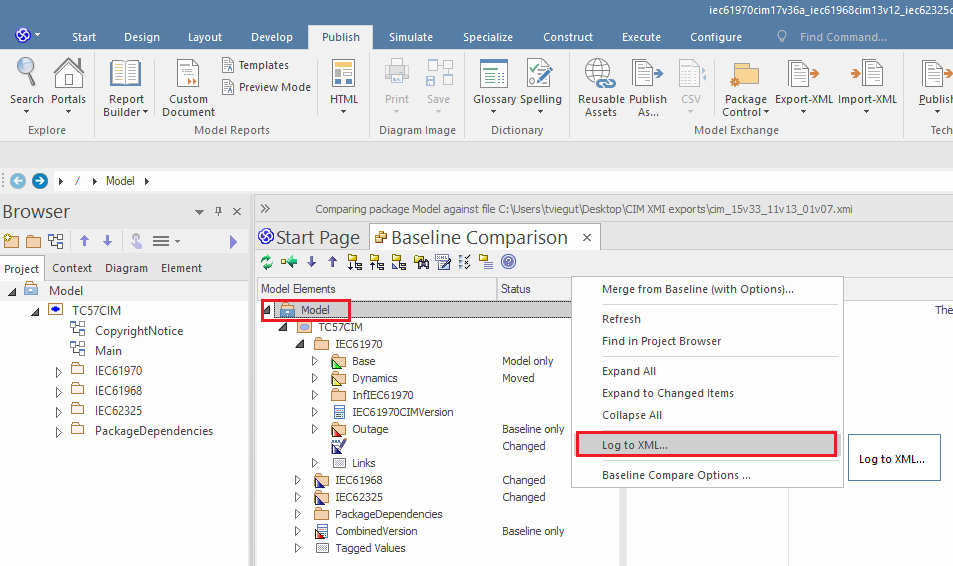 iec61970cim17v36a_iec61968cim13v12_iec62325c
Start Design Layout Develop Publish Simulate Specialize Construct Execute Configure Find Command...
Search Portals
Explore
Report Builder
Custom Document
Templates
Preview Mode
Model Reports
HTML
Print Save
Diagram Image
Glossary Spelling
Dictionary
Reusable Assets
Publish As...
CSV
Package Control
Export-XML Import-XML
Model Exchange
Publish
Tech
/ Model
Browser
Project Context Diagram Element
Model
TC57CIM
CopyrightNotice
Main
IEC61970
IEC61968
IEC62325
PackageDependencies
Comparing package Model against file C:\Users\tviegut\Desktop\CIM XMI exports\cim_15v33_11v13_01v07.xmi
Start Page Baseline Comparison
Model Elements Status
Model
TC57CIM
IEC61970
Base Model only
Dynamics Moved
InfIEC61970
IEC61970CIMVersion
Outage Baseline only
Changed
Links
IEC61968 Changed
IEC62325 Changed
PackageDependencies
CombinedVersion Baseline only
Tagged Values
Merge from Baseline (with Options)...
Refresh
Find in Project Browser
Expand All
Expand to Changed Items
Collapse All
Log to XML...
Baseline Compare Options ...
The
Log to XML...